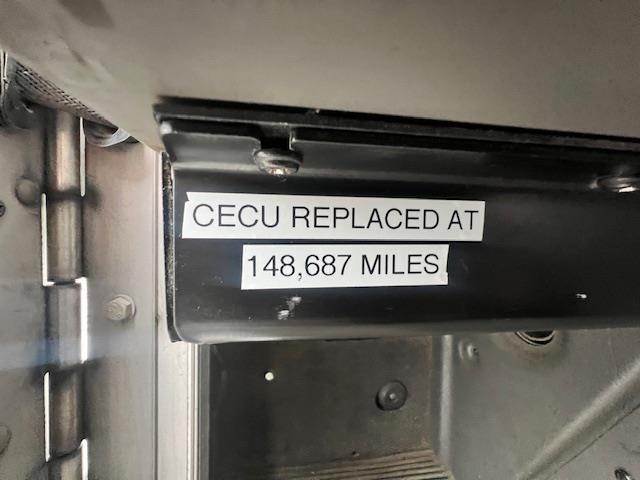 CECU REPLACED AT
148,687 MILES